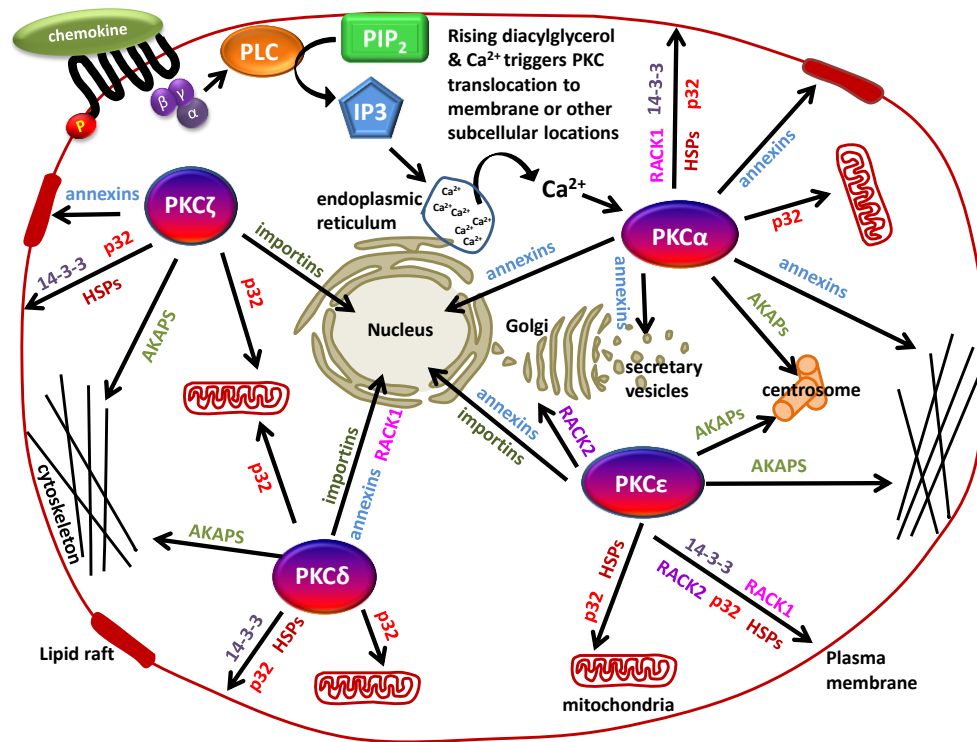 chemokine
P
β
γ
α
PLC
PIP₂
IP3
Rising diacylglycerol
& Ca²⁺ triggers PKC
translocation to
membrane or other
subcellular locations
endoplasmic
reticulum
Ca²⁺
Ca²⁺
Ca²⁺
Ca²⁺
Ca²⁺
Ca²⁺
Ca²⁺
RACK1
14-3-3
HSPs
p32
annexins
p32
PKCα
annexins
annexins
annexins
AKAPs
annexins
PKCζ
14-3-3
p32
HSPs
AKAPS
p32
importins
Nucleus
Golgi
secretary
vesicles
centrosome
cytoskeleton
p32
AKAPS
importins
annexins
RACK1
PKCδ
14-3-3
p32
HSPs
p32
annexins
importins
RACK2
AKAPs
AKAPS
PKCε
p32
HSPs
14-3-3
RACK1
RACK2
p32
HSPs
Lipid raft
mitochondria
Plasma
membrane